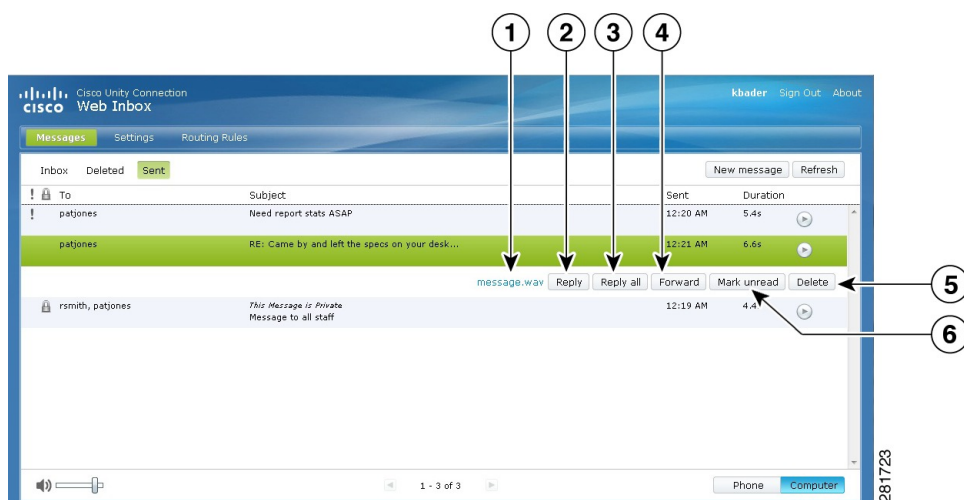 1 2 3 4
Cisco Unity Connection
CISCO Web Inbox
kbader Sign Out About
Messages Settings Routing Rules
Inbox Deleted Sent New message Refresh
! To Subject Sent Duration
! patjones Need report stats ASAP 12:20 AM 5.4s
patjones RE: Came by and left the specs on your desk... 12:21 AM 6.6s
message.wav Reply Reply all Forward Mark unread Delete 5
rsmith, patjones This Message is Private 12:19 AM 4.4
Message to all staff
6
1 - 3 of 3 Phone Computer
281723